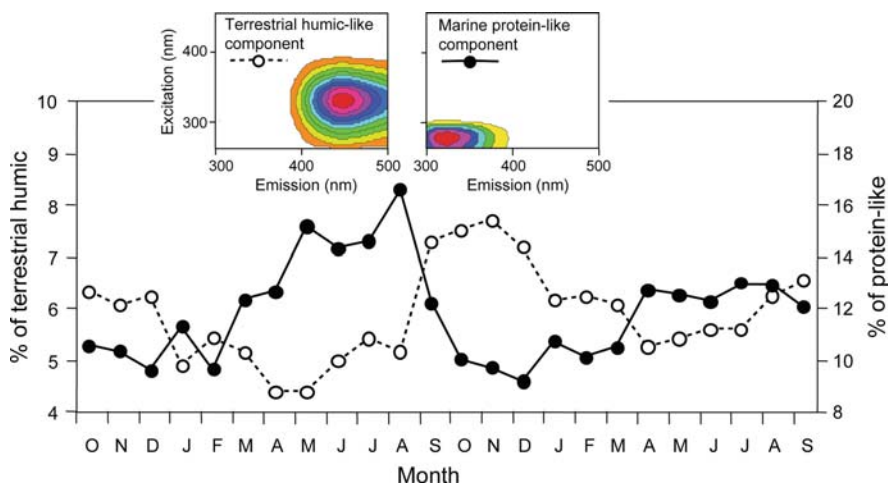 Terrestrial humic-like
component
Marine protein-like
component
Excitation (nm)
400
300
300 400 500
Emission (nm)
300 400 500
Emission (nm)
% of terrestrial humic
10
9
8
7
6
5
4
% of protein-like
20
18
16
14
12
10
8
O N D J F M A M J J A S O N D J F M A M J J A S
Month